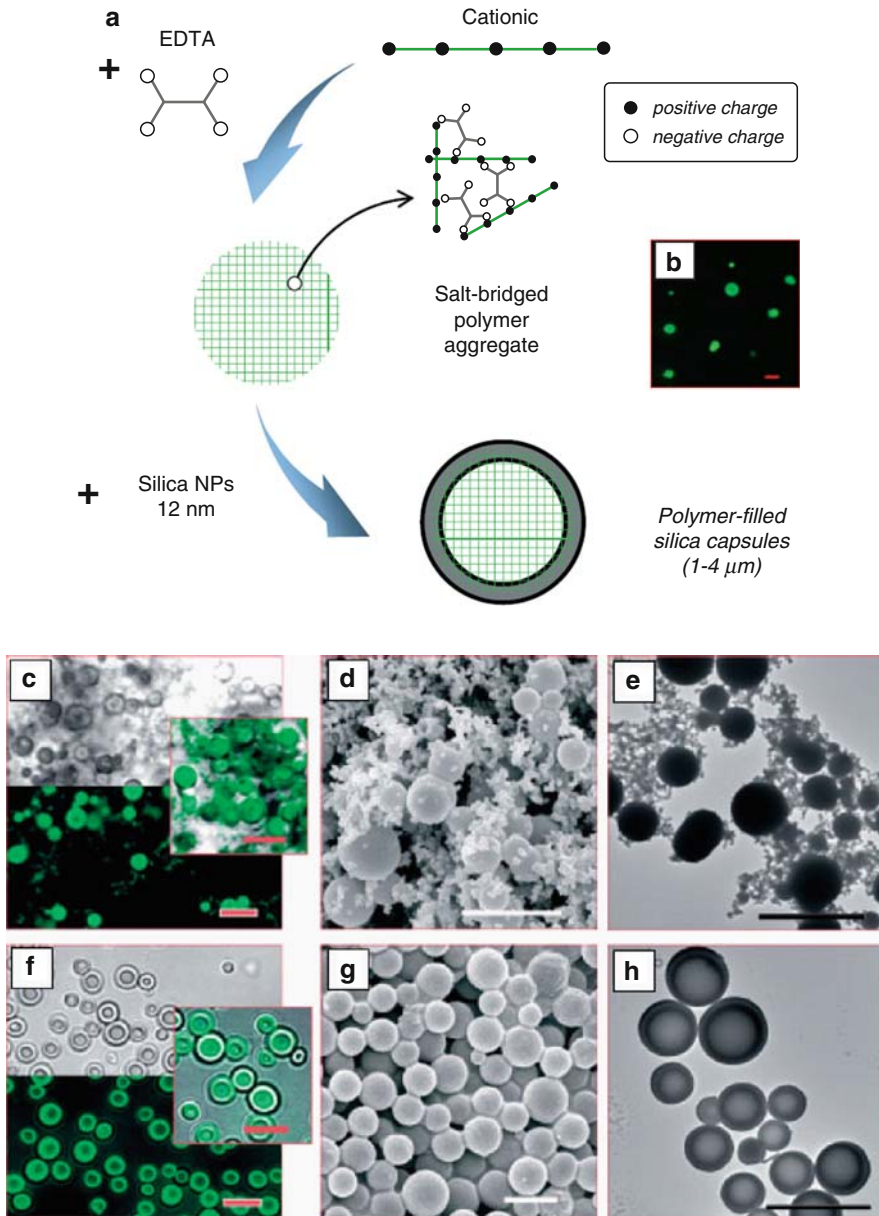 a
EDTA
+
Cationic
positive charge
negative charge
Salt-bridged
polymer
aggregate
b
+
Silica NPs
12 nm
Polymer-filled
silica capsules
(1-4 μm)
c
d
e
f
g
h